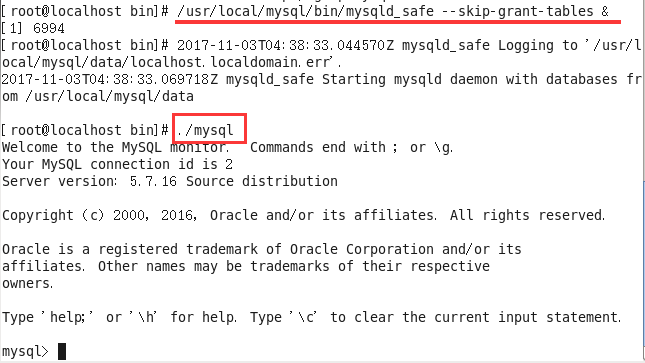 [root@localhost bin]# /usr/local/mysql/bin/mysqld_safe --skip-grant-tables &
[1] 6994
[root@localhost bin]# 2017-11-03T04:38:33.044570Z mysqld_safe Logging to '/usr/l
ocal/mysql/data/localhost.localdomain.err'.
2017-11-03T04:38:33.069718Z mysqld_safe Starting mysqld daemon with databases fr
om /usr/local/mysql/data
[root@localhost bin]# ./mysql
Welcome to the MySQL monitor.  Commands end with ; or \g.
Your MySQL connection id is 2
Server version: 5.7.16 Source distribution
Copyright (c) 2000, 2016, Oracle and/or its affiliates. All rights reserved.
Oracle is a registered trademark of Oracle Corporation and/or its
affiliates. Other names may be trademarks of their respective
owners.
Type 'help;' or '\h' for help. Type '\c' to clear the current input statement.
mysql>